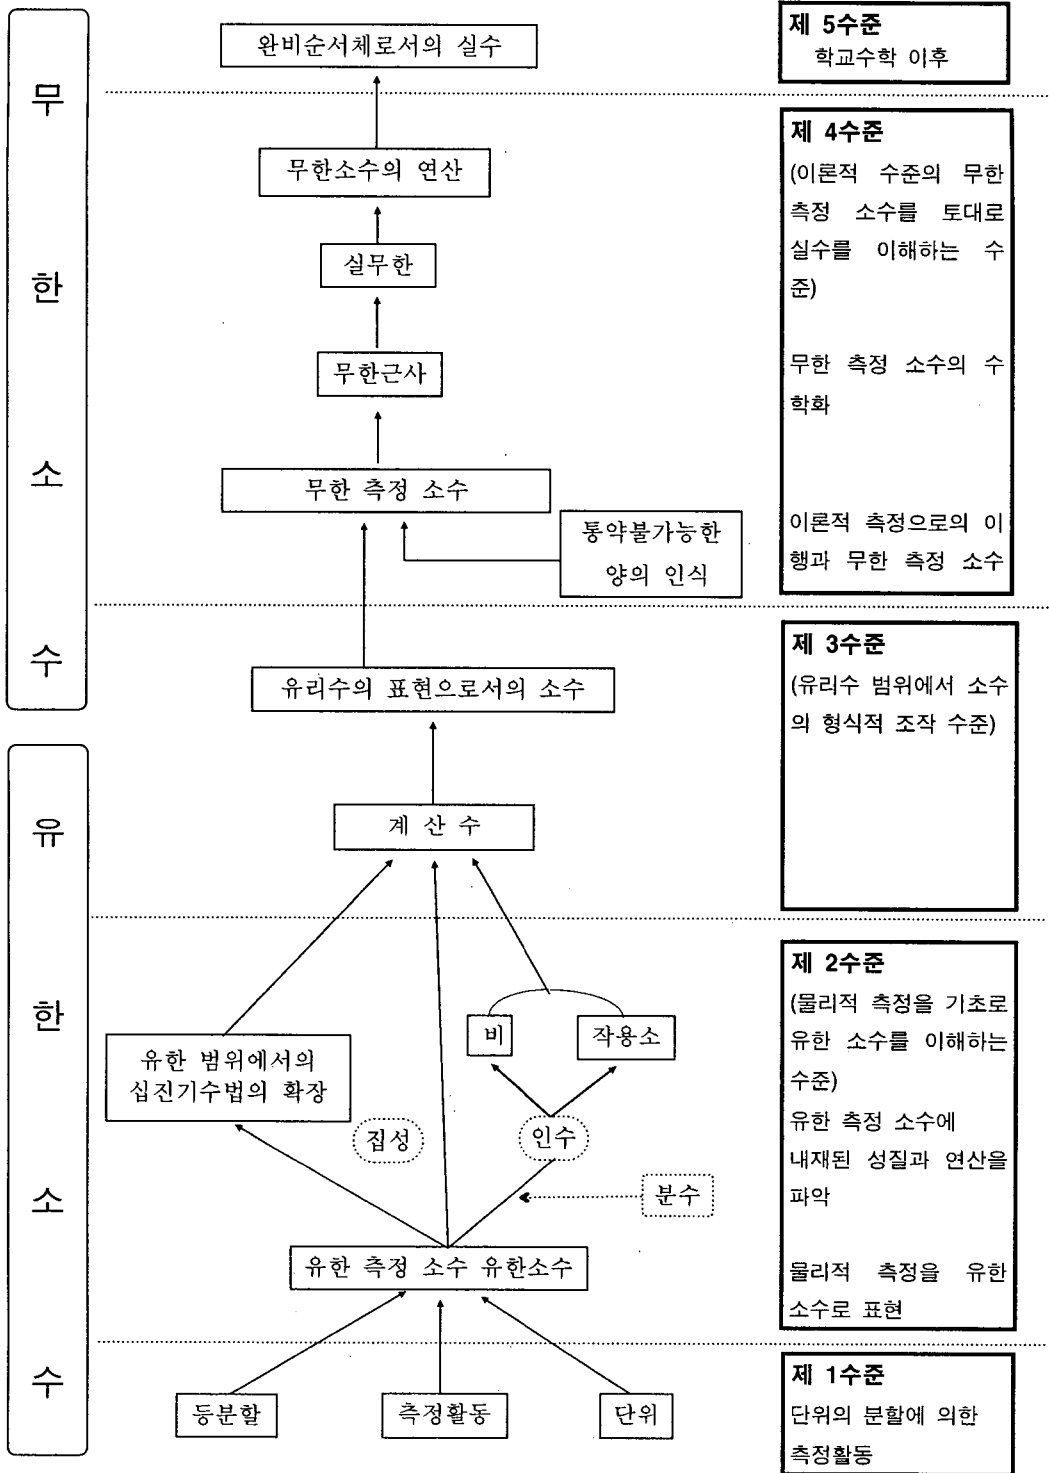 무
한
소
수
유
한
소
수
완비순서체로서의 실수
무한소수의 연산
실무한
무한근사
무한 측정 소수
통약불가능한
양의 인식
유리수의 표현으로서의 소수
계 산 수
유한 범위에서의
십진기수법의 확장
집성
비
작용소
인수
분수
유한 측정 소수 유한소수
등분할
측정활동
단위
제 5수준
학교수학 이후
제 4수준
(이론적 수준의 무한
측정 소수를 토대로
실수를 이해하는 수
준)
무한 측정 소수의 수
학화
이론적 측정으로의 이
행과 무한 측정 소수
제 3수준
(유리수 범위에서 소수
의 형식적 조작 수준)
제 2수준
(물리적 측정을 기초로
유한 소수를 이해하는
수준)
유한 측정 소수에
내재된 성질과 연산을
파악
물리적 측정을 유한
소수로 표현
제 1수준
단위의 분할에 의한
측정활동